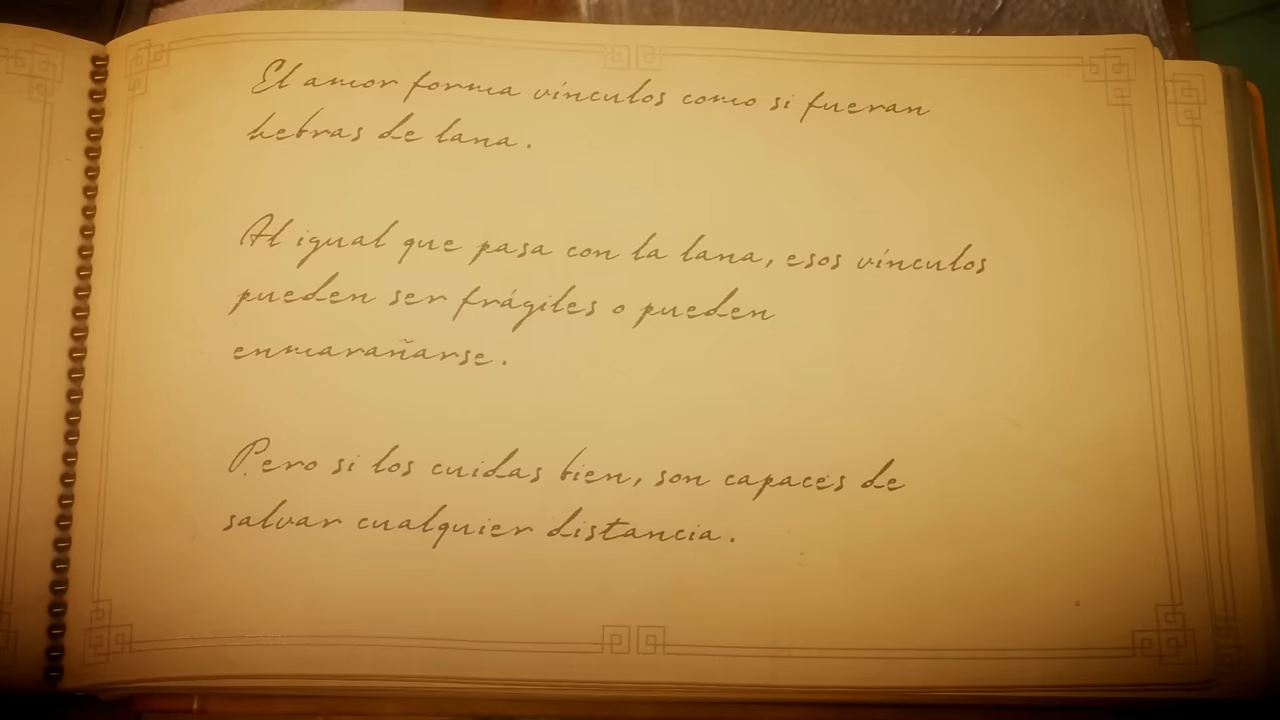 El amor forma vínculos como si fueran
hebras de lana.
Al igual que pasa con la lana, esos vínculos
pueden ser frágiles o pueden
enmarañarse.
Pero si los cuidas bien, son capaces de
salvar cualquier distancia.